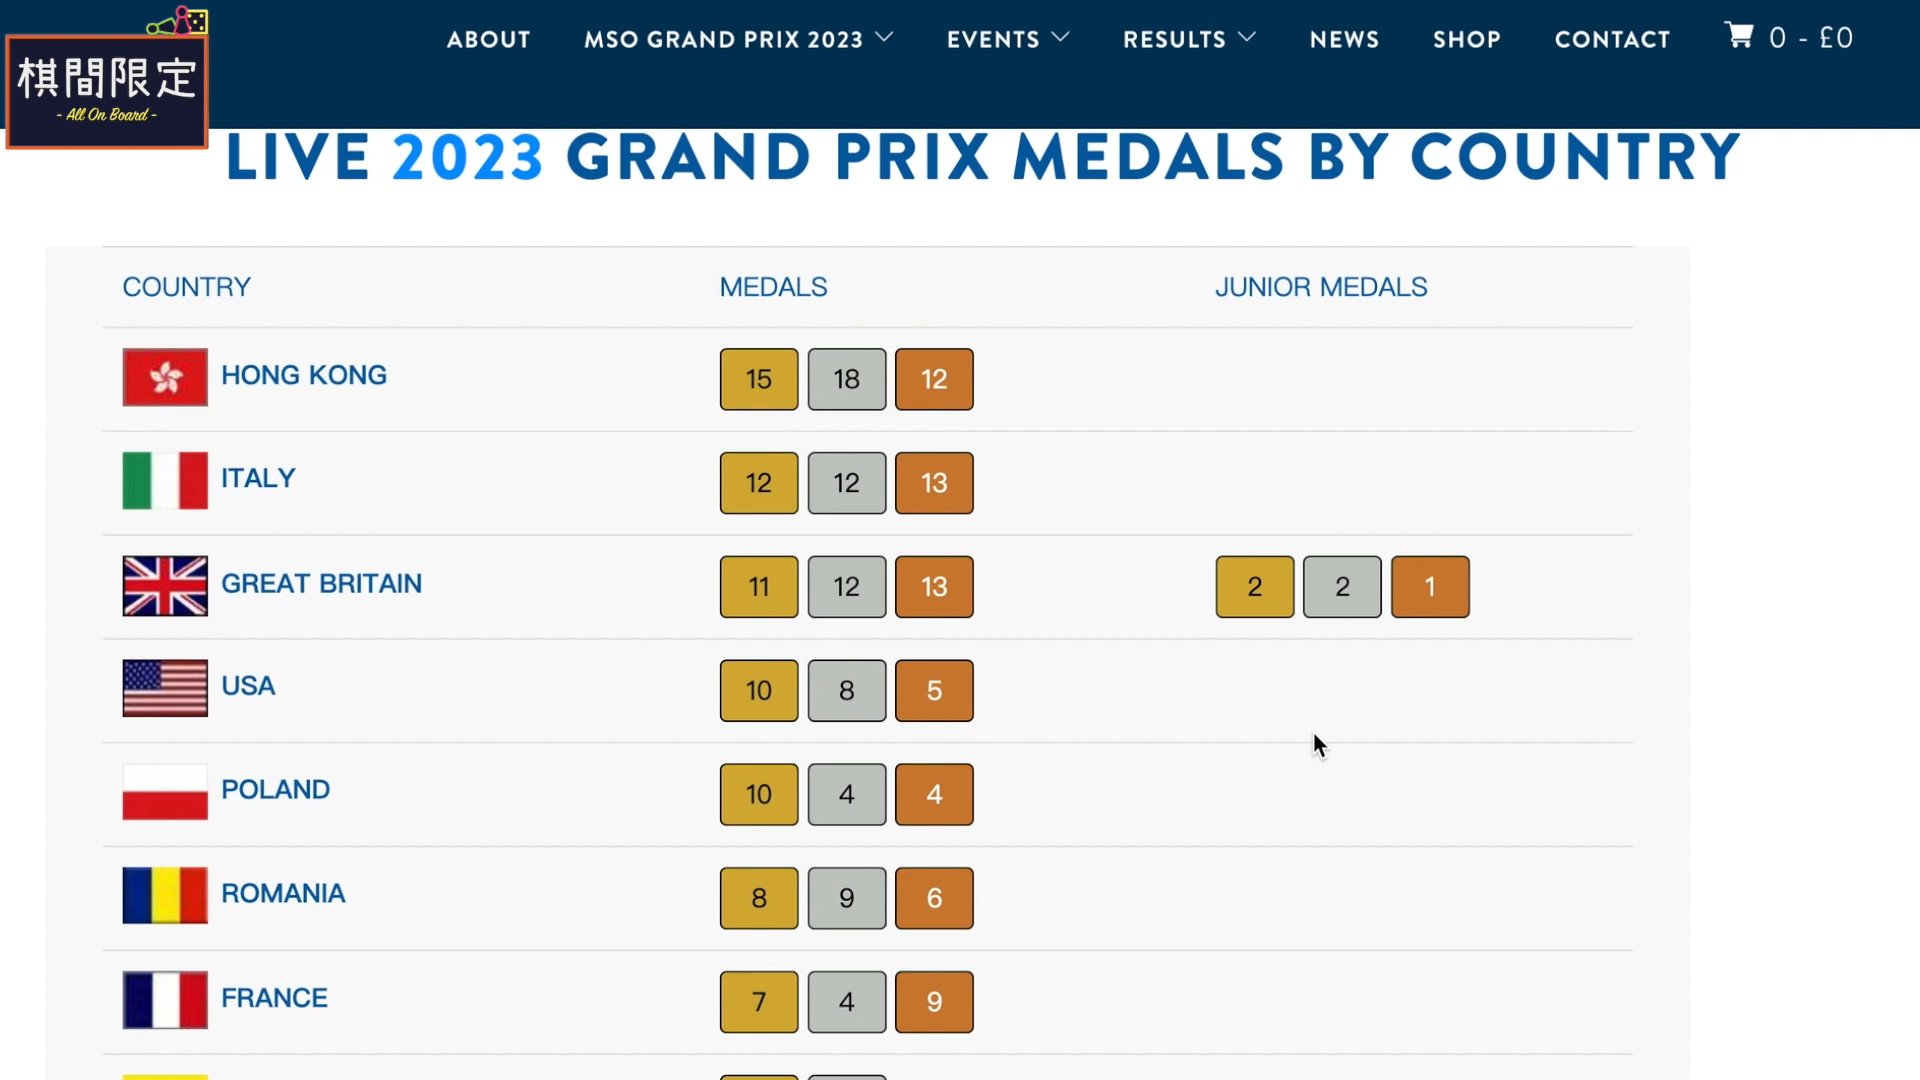 棋間限定
- All On Board -
ABOUT MSO GRAND PRIX 2023 EVENTS RESULTS NEWS SHOP CONTACT 0 - £0
LIVE 2023 GRAND PRIX MEDALS BY COUNTRY
COUNTRY MEDALS JUNIOR MEDALS
HONG KONG 15 18 12
ITALY 12 12 13
GREAT BRITAIN 11 12 13 2 2 1
USA 10 8 5
POLAND 10 4 4
ROMANIA 8 9 6
FRANCE 7 4 9